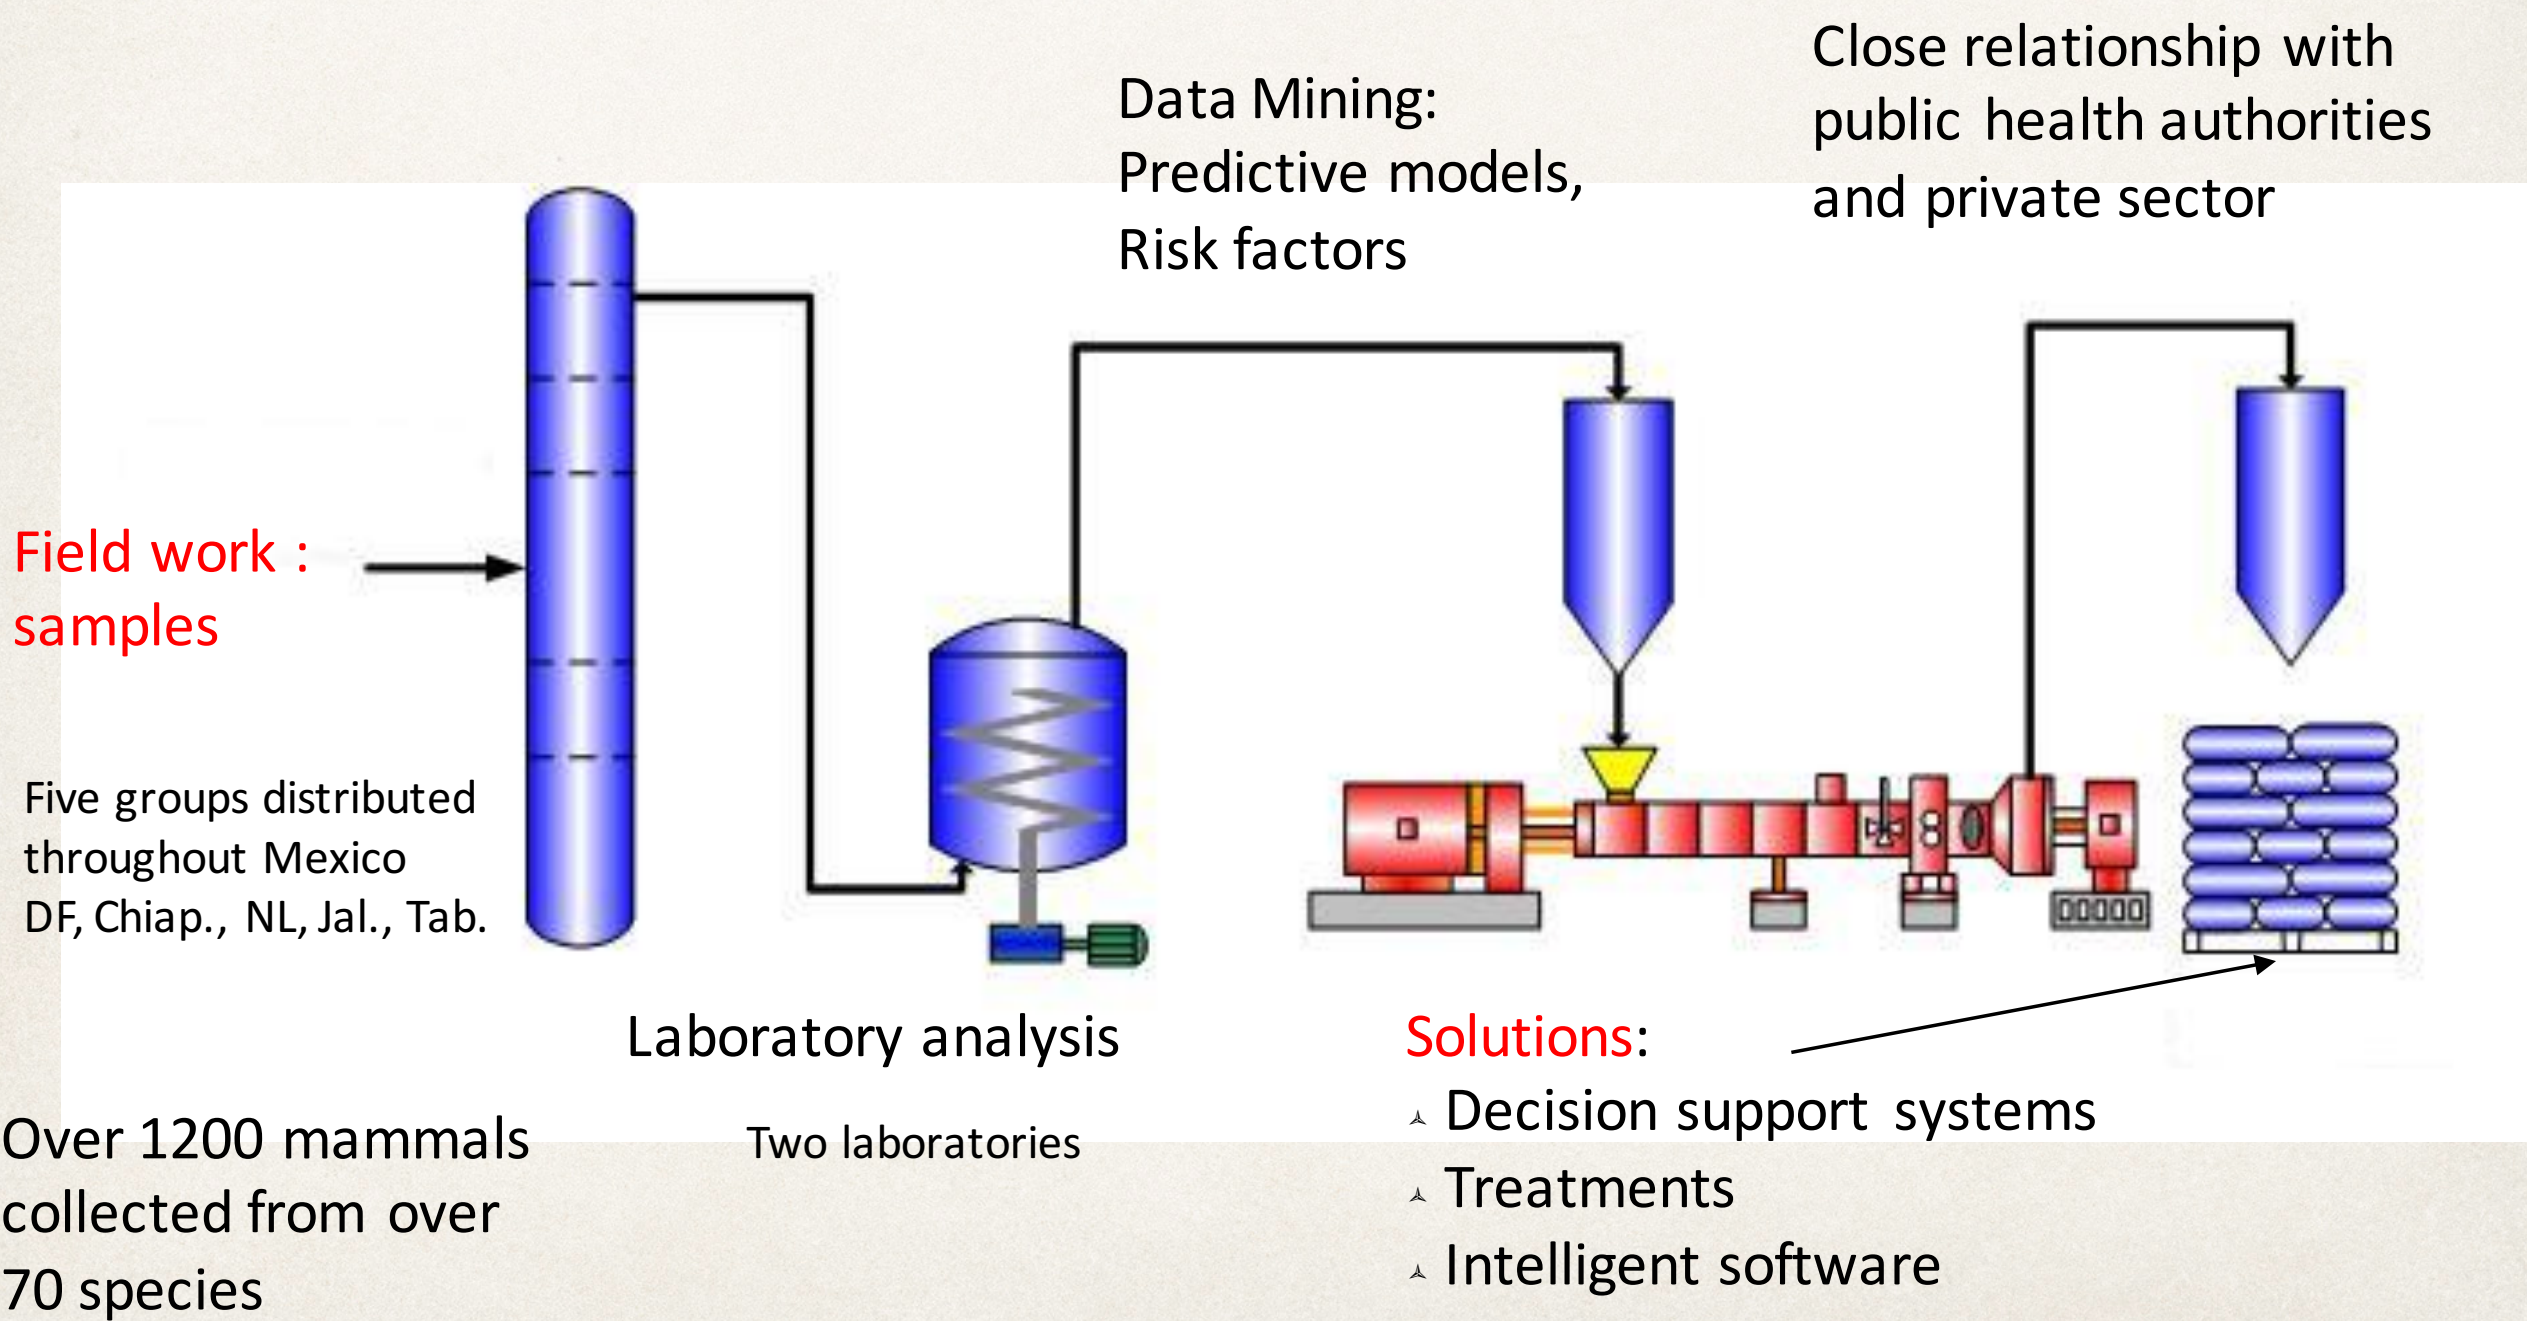 Close relationship with
public health authorities
and private sector
Data Mining:
Predictive models,
Risk factors
Field work :
samples
Five groups distributed
throughout Mexico
DF, Chiap., NL, Jal., Tab.
Laboratory analysis
Two laboratories
Over 1200 mammals
collected from over
70 species
Solutions:
Decision support systems
Treatments
Intelligent software